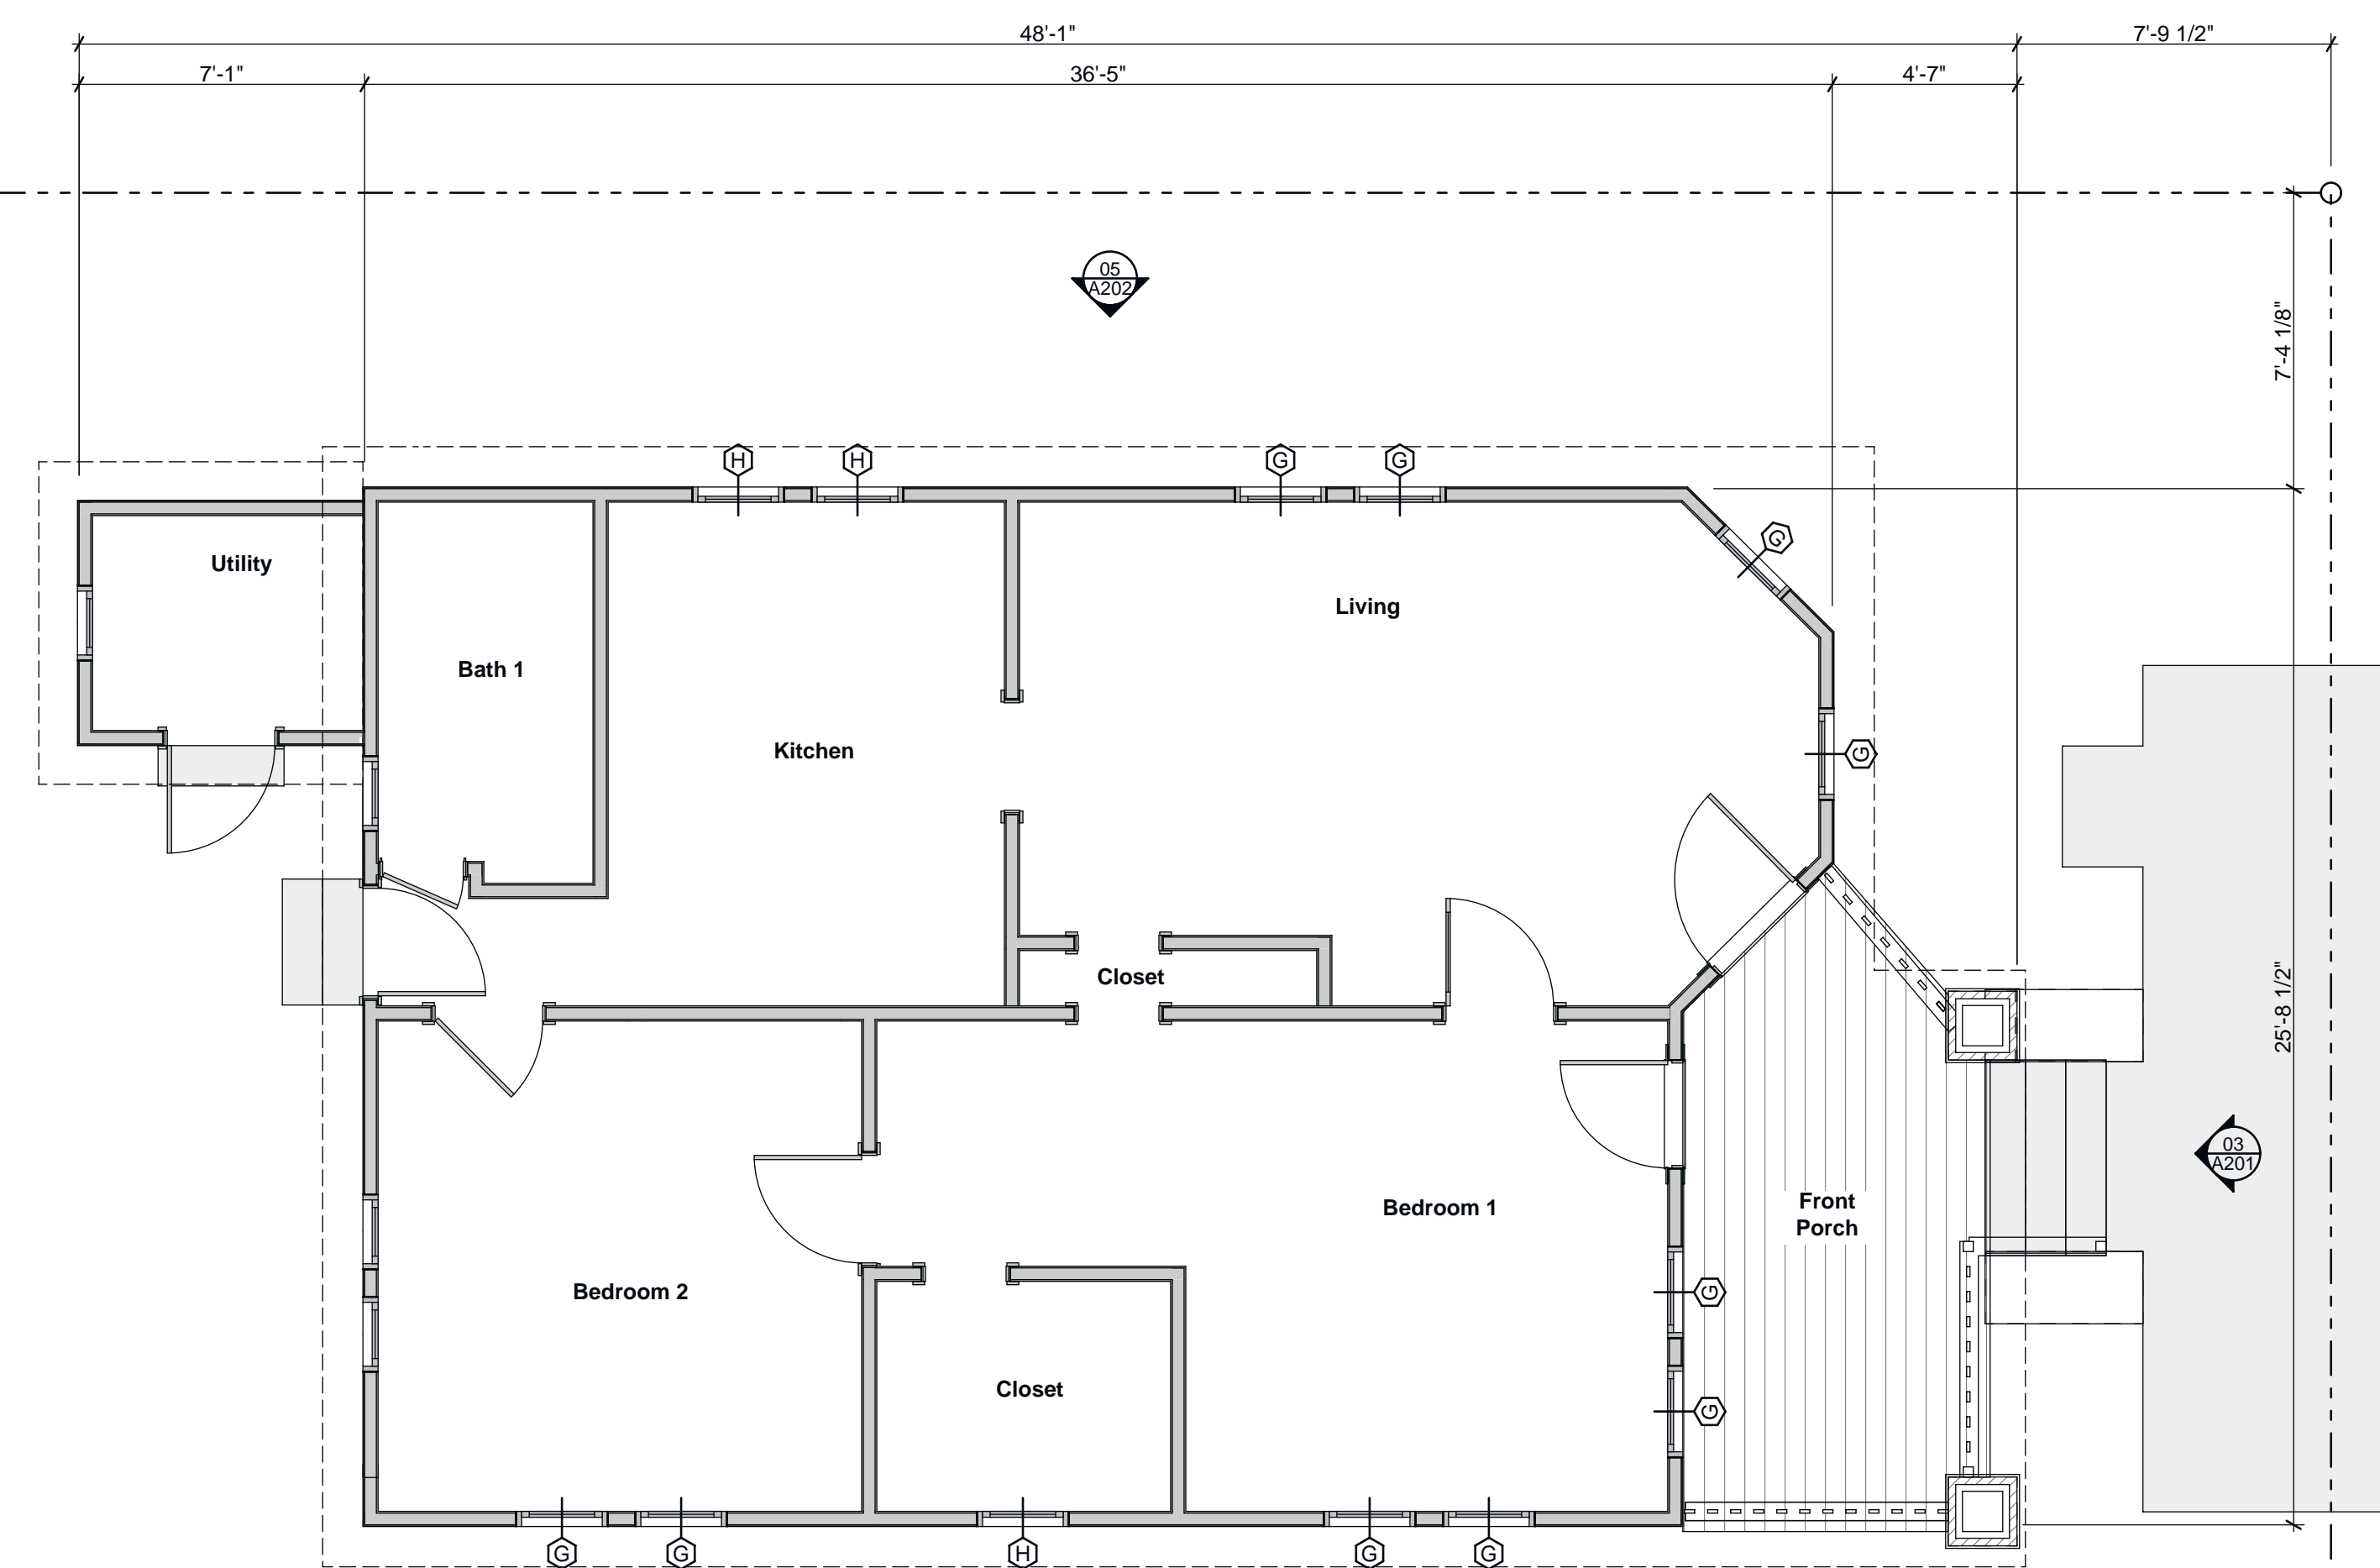 48'-1"
7'-9 1/2"
7'-1"
36'-5"
4'-7"
05
A202
7'-4 1/8"
H
H
G
G
G
Utility
Living
Bath 1
Kitchen
G
Closet
25'-8 1/2"
03
A201
Bedroom 1
Front
Porch
Bedroom 2
G
Closet
G
G
G
H
G
G